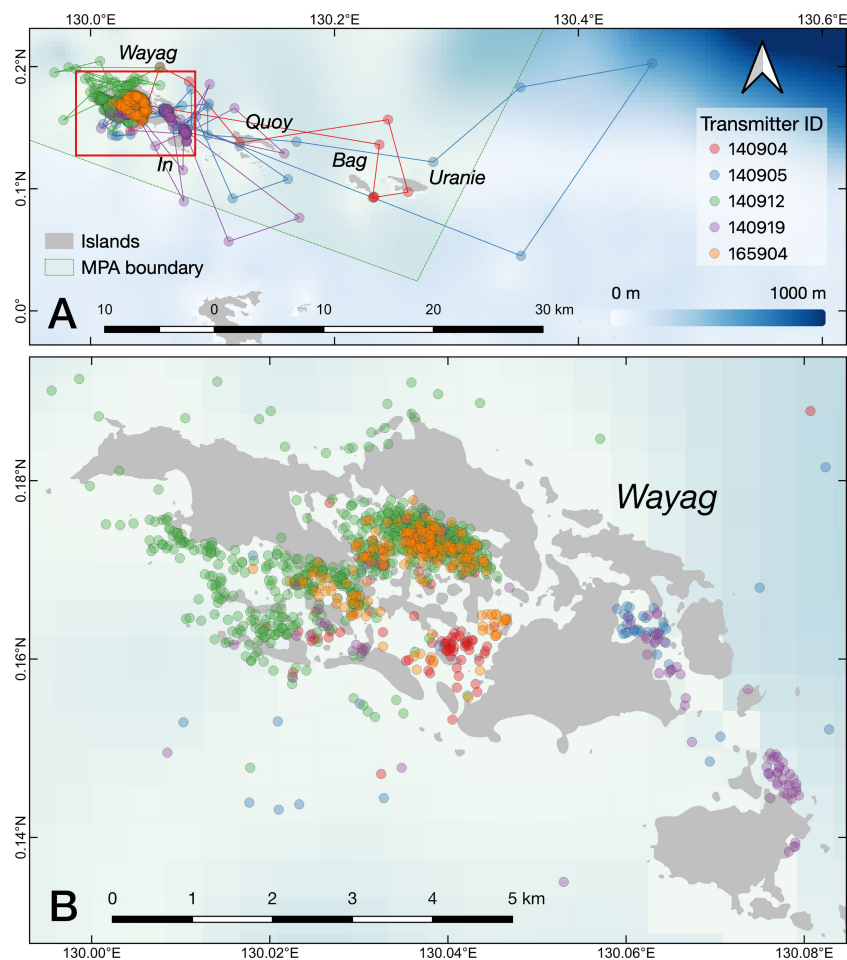 130.0°E 130.2°E 130.4°E 130.6°E
0.2°N
0.1°N
0.0°
Wayag
Quoy
In
Bag
Uranie
Transmitter ID
140904
140905
140912
140919
165904
Islands
MPA boundary
A
10 0 10 20 30 km
0 m 1000 m
0.18°N
0.16°N
0.14°N
Wayag
B
0 1 2 3 4 5 km
130.00°E 130.02°E 130.04°E 130.06°E 130.08°E